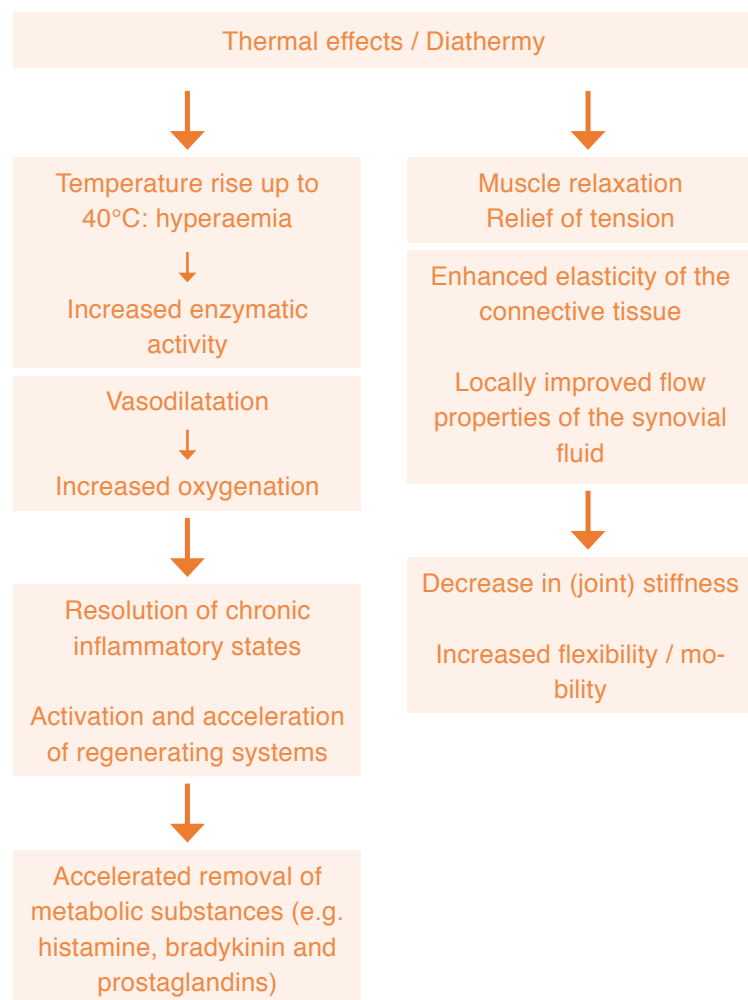 Thermal effects / Diathermy
Temperature rise up to
40°C: hyperaemia
Increased enzymatic
activity
Vasodilatation
Increased oxygenation
Resolution of chronic
inflammatory states
Activation and acceleration
of regenerating systems
Accelerated removal of
metabolic substances (e.g.
histamine, bradykinin and
prostaglandins)
Muscle relaxation
Relief of tension
Enhanced elasticity of the
connective tissue
Locally improved flow
properties of the synovial
fluid
Decrease in (joint) stiffness
Increased flexibility / mo-
bility